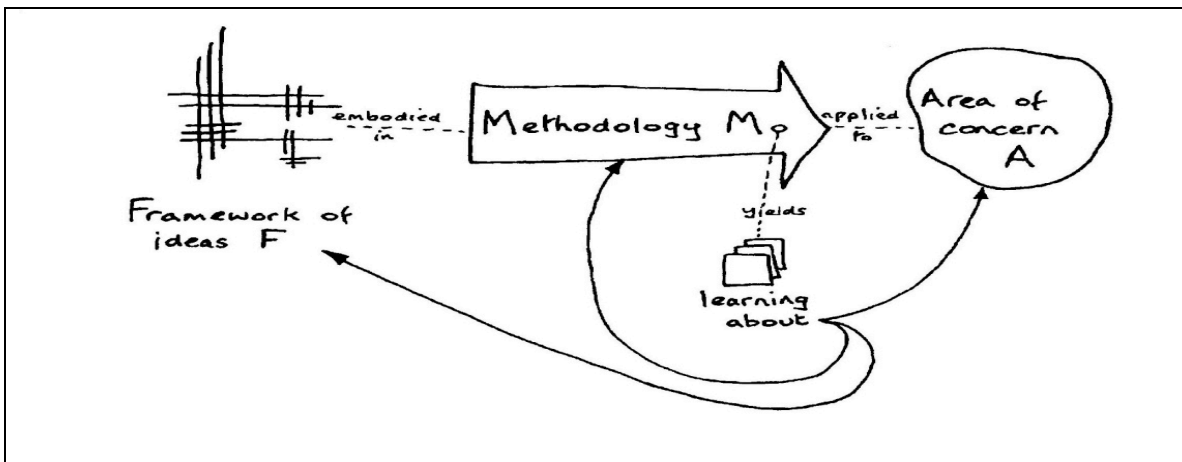 Framework of
ideas F
embodied
in
Methodology M
applied
to
Area of
concern
A
yields
learning
about